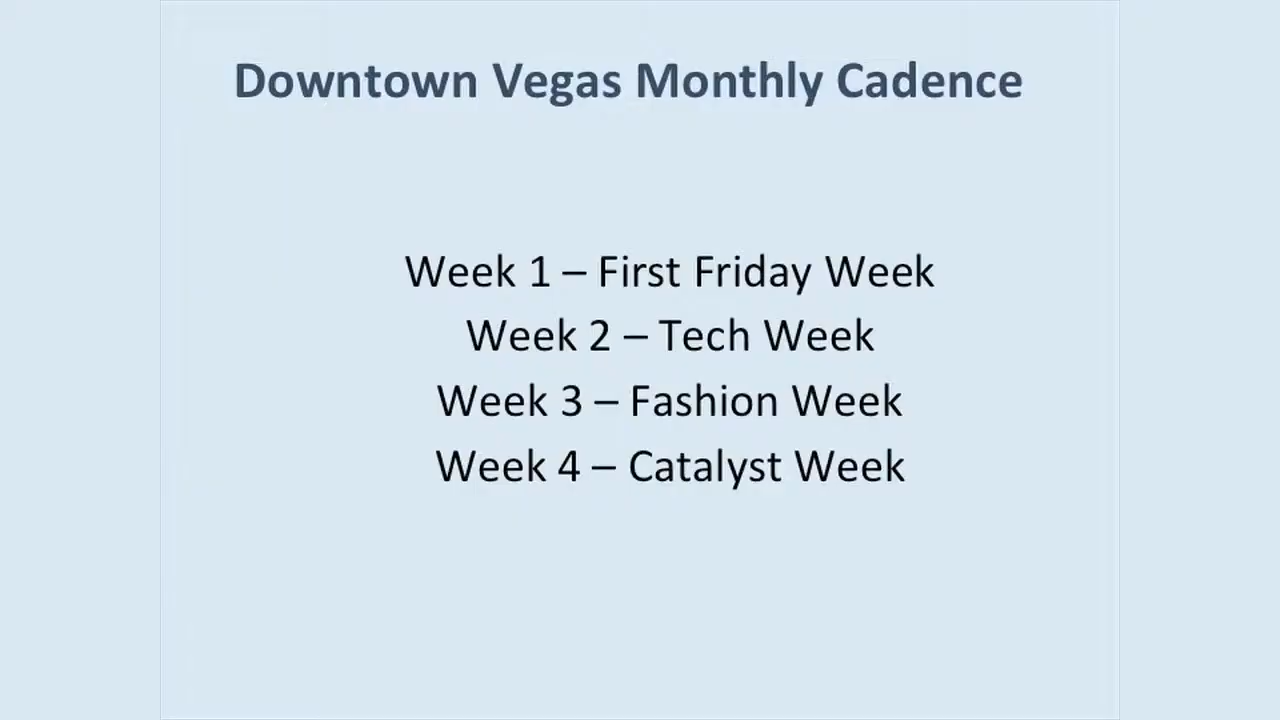 Downtown Vegas Monthly Cadence
Week 1 – First Friday Week
Week 2 – Tech Week
Week 3 – Fashion Week
Week 4 – Catalyst Week